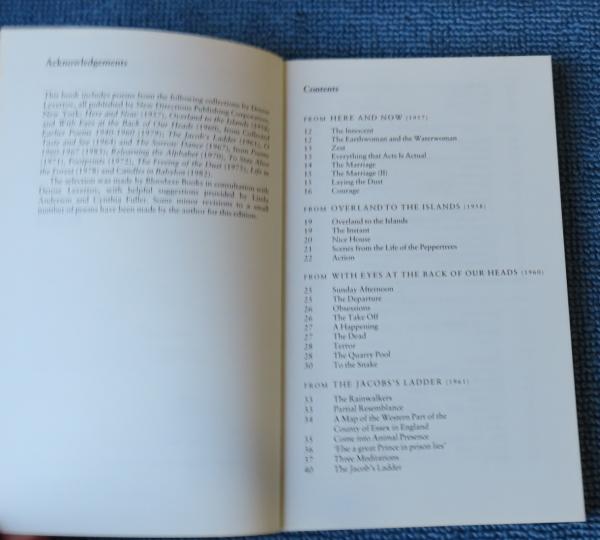 Acknowledgements
This book includes poems from the following collections by Denise
Levertov, all published by New Directions Publishing Corporation,
New York: Here and Now (1957), Overland to the Islands (1958)
and With Eyes at the Back of Our Heads (1960), from Collected
Earlier Poems 1940-1960 (1979); The Jacob's Ladder (1961), O
Taste and See (1964) and The Sorrow Dance (1967), from Poems
1960-1967 (1983); Relearning the Alphabet (1970), To Stay Alive
(1971), Footprints (1972), The Freeing of the Dust (1975), Life in
the Forest (1978) and Candles in Babylon (1982).
The selection was made by Bloodaxe Books in consultation with
Denise Levertov, with helpful suggestions provided by Linda
Anderson and Cynthia Fuller. Some minor revisions to a small
number of poems have been made by the author for this edition.
Contents
FROM HERE AND NOW (1957)
12 The Innocent
12 The Earthwoman and the Waterwoman
13 Zest
13 Everything that Acts Is Actual
14 The Marriage
15 The Marriage (II)
15 Laying the Dust
16 Courage
FROM OVERLAND TO THE ISLANDS (1958)
19 Overland to the Islands
19 The Instant
20 Nice House
21 Scenes from the Life of the Peppertrees
22 Action
FROM WITH EYES AT THE BACK OF OUR HEADS (1960)
25 Sunday Afternoon
25 The Departure
26 Obsessions
26 The Take Off
27 A Happening
27 The Dead
28 Terror
28 The Quarry Pool
30 To the Snake
FROM THE JACOBS'S LADDER (1961)
33 The Rainwalkers
33 Partial Resemblance
34 A Map of the Western Part of the
County of Essex in England
35 Come into Animal Presence
36 'Else a great Prince in prison lies'
37 Three Meditations
40 The Jacob's Ladder